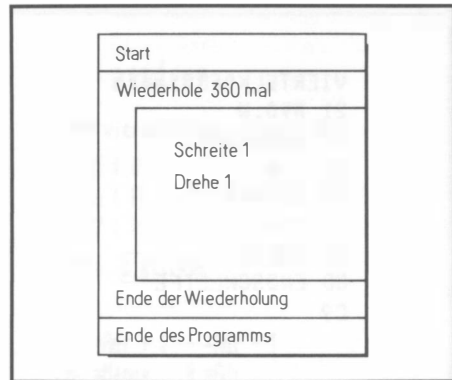 Start
Wiederhole 360 mal
Schreite 1
Drehe 1
Ende der Wiederholung
Ende des Programms